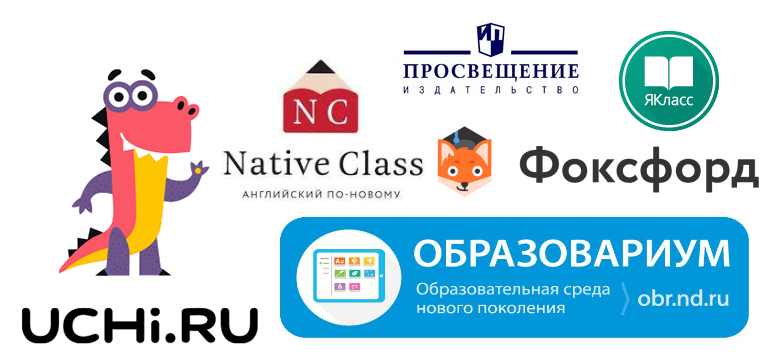 ИП
ПРОСВЕЩЕНИЕ
ИЗДАТЕЛЬСТВО
ЯКласс
NC
Native Class
АНГЛИЙСКИЙ ПО-НОВОМУ
Фоксфорд
ОБРАЗОВАРИУМ
Образовательная среда
нового поколения
obr.nd.ru
UCHi.RU